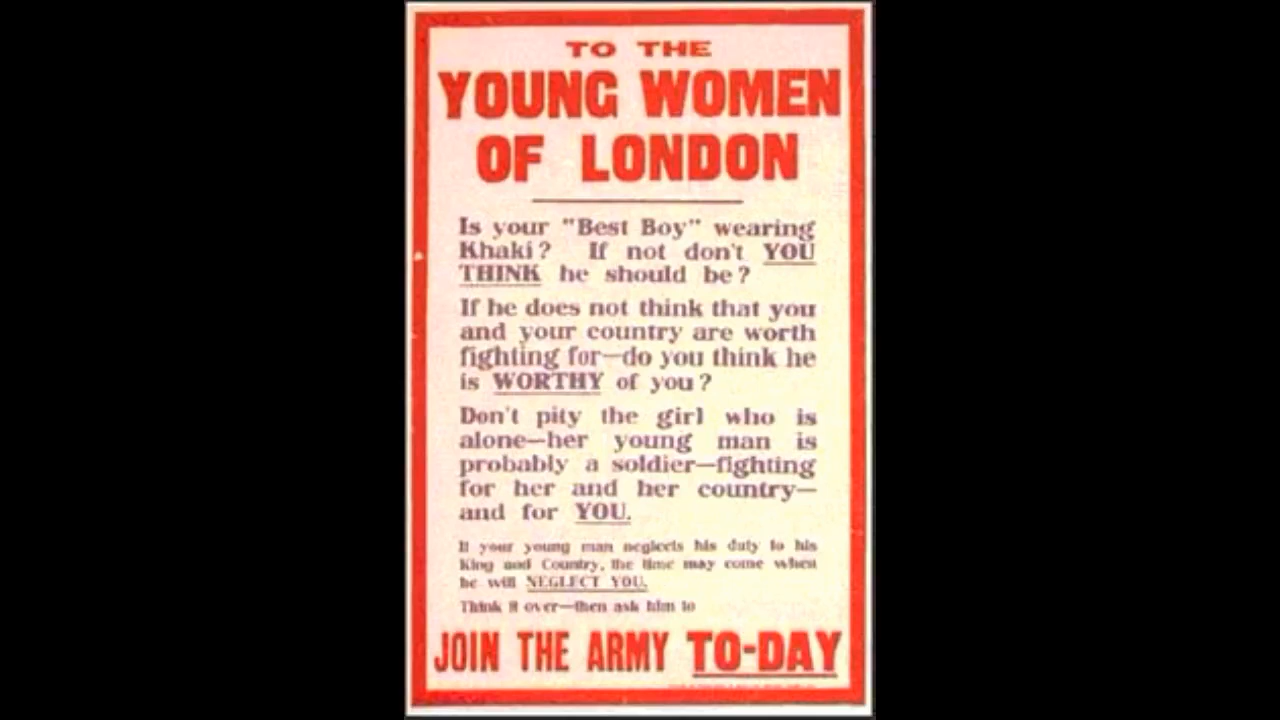 TO THE
YOUNG WOMEN
OF LONDON
Is your "Best Boy" wearing
Khaki? If not don't YOU
THINK he should be?
If he does not think that you
and your country are worth
fighting for—do you think he
is WORTHY of you?
Don't pity the girl who is
alone—her young man is
probably a soldier—fighting
for her and her country—
and for YOU.
If your young man neglects his duty to his
King and Country, the time may come when
he will NEGLECT YOU.
Think it over—then ask him to
JOIN THE ARMY TO-DAY